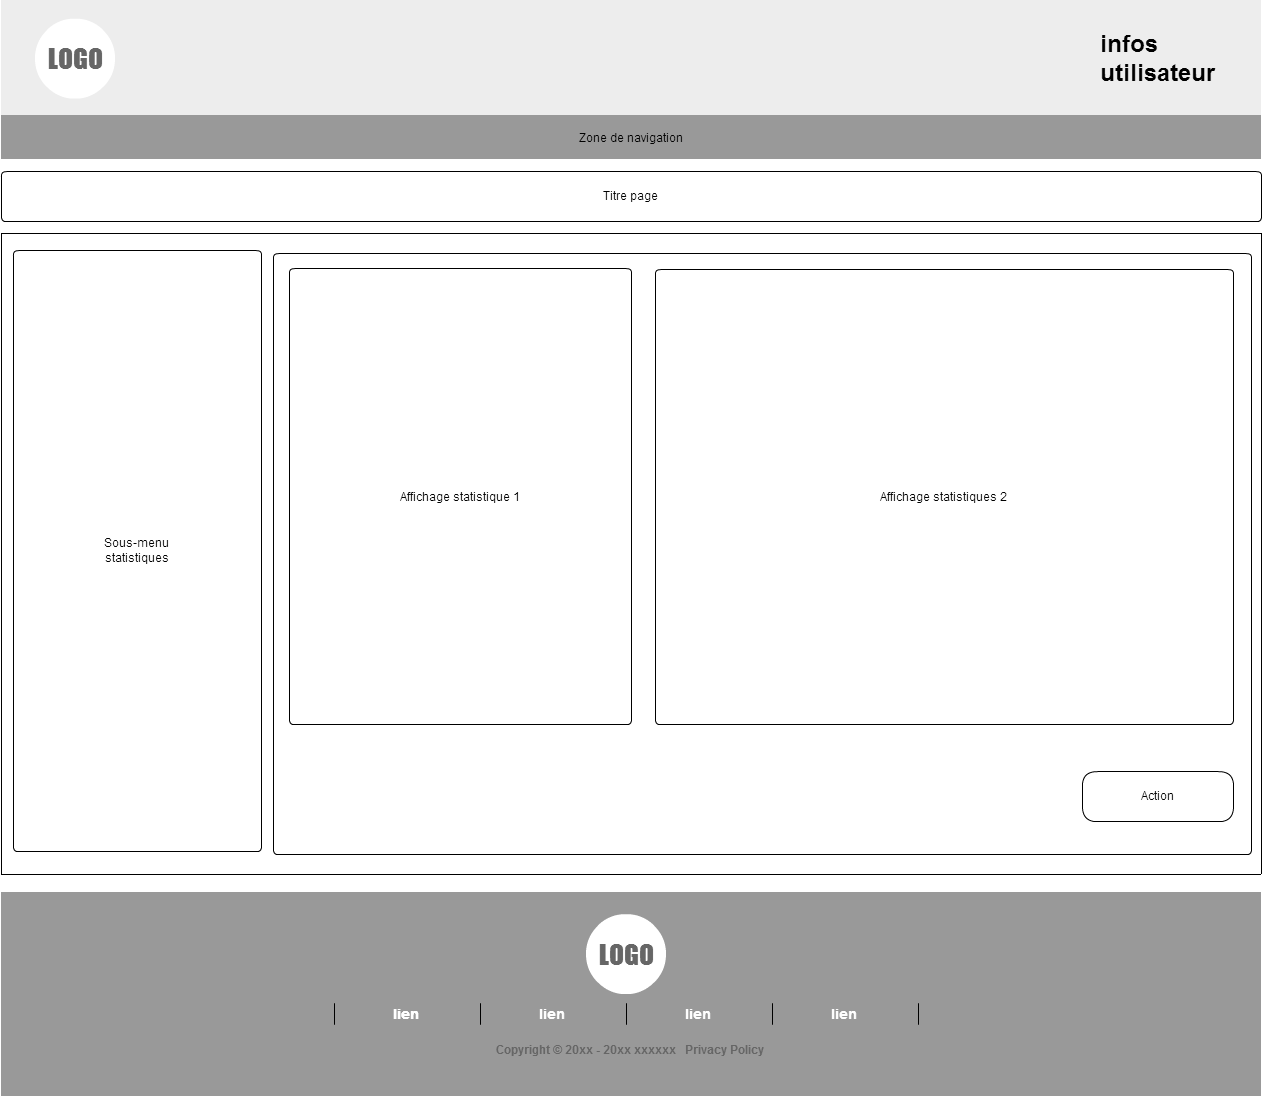 LOGO
infos
utilisateur
Zone de navigation
Titre page
Sous-menu
statistiques
Affichage statistique 1
Affichage statistiques 2
Action
LOGO
lien lien lien lien
Copyright © 20xx - 20xx xxxxxx Privacy Policy